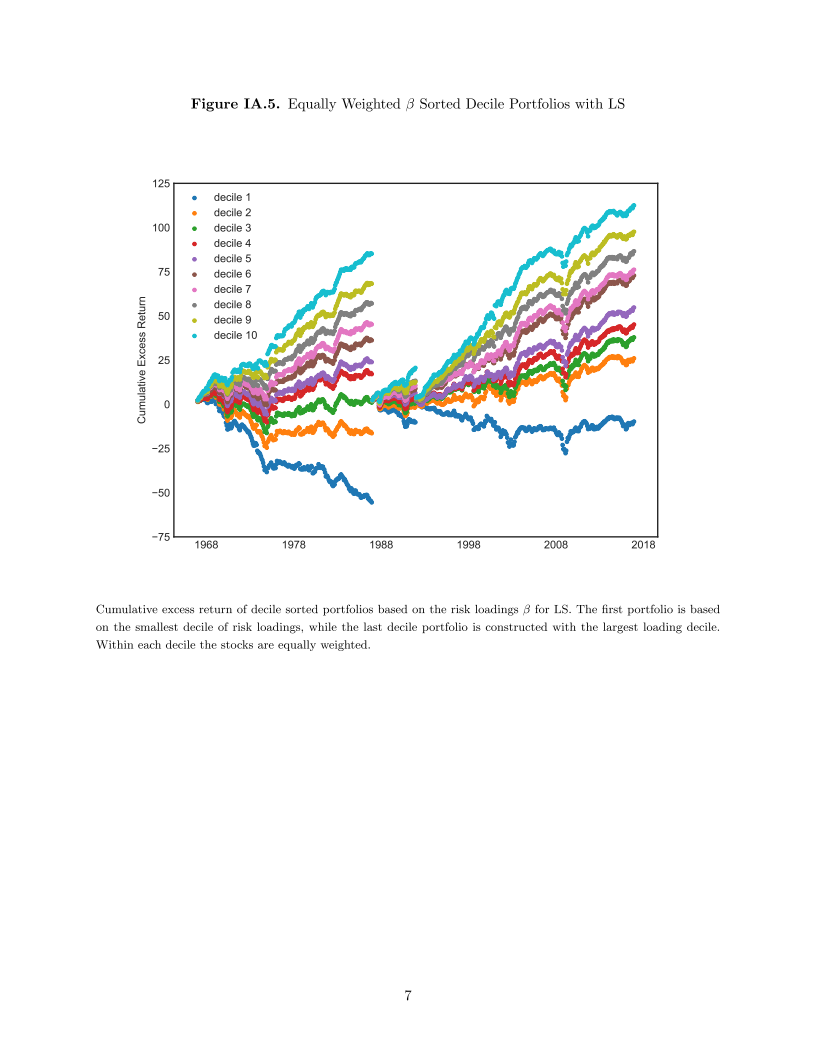 Figure IA.5. Equally Weighted β Sorted Decile Portfolios with LS
125
100
75
50
25
0
−25
−50
−75
Cumulative Excess Return
decile 1
decile 2
decile 3
decile 4
decile 5
decile 6
decile 7
decile 8
decile 9
decile 10
1968 1978 1988 1998 2008 2018
Cumulative excess return of decile sorted portfolios based on the risk loadings β for LS. The first portfolio is based
on the smallest decile of risk loadings, while the last decile portfolio is constructed with the largest loading decile.
Within each decile the stocks are equally weighted.
7